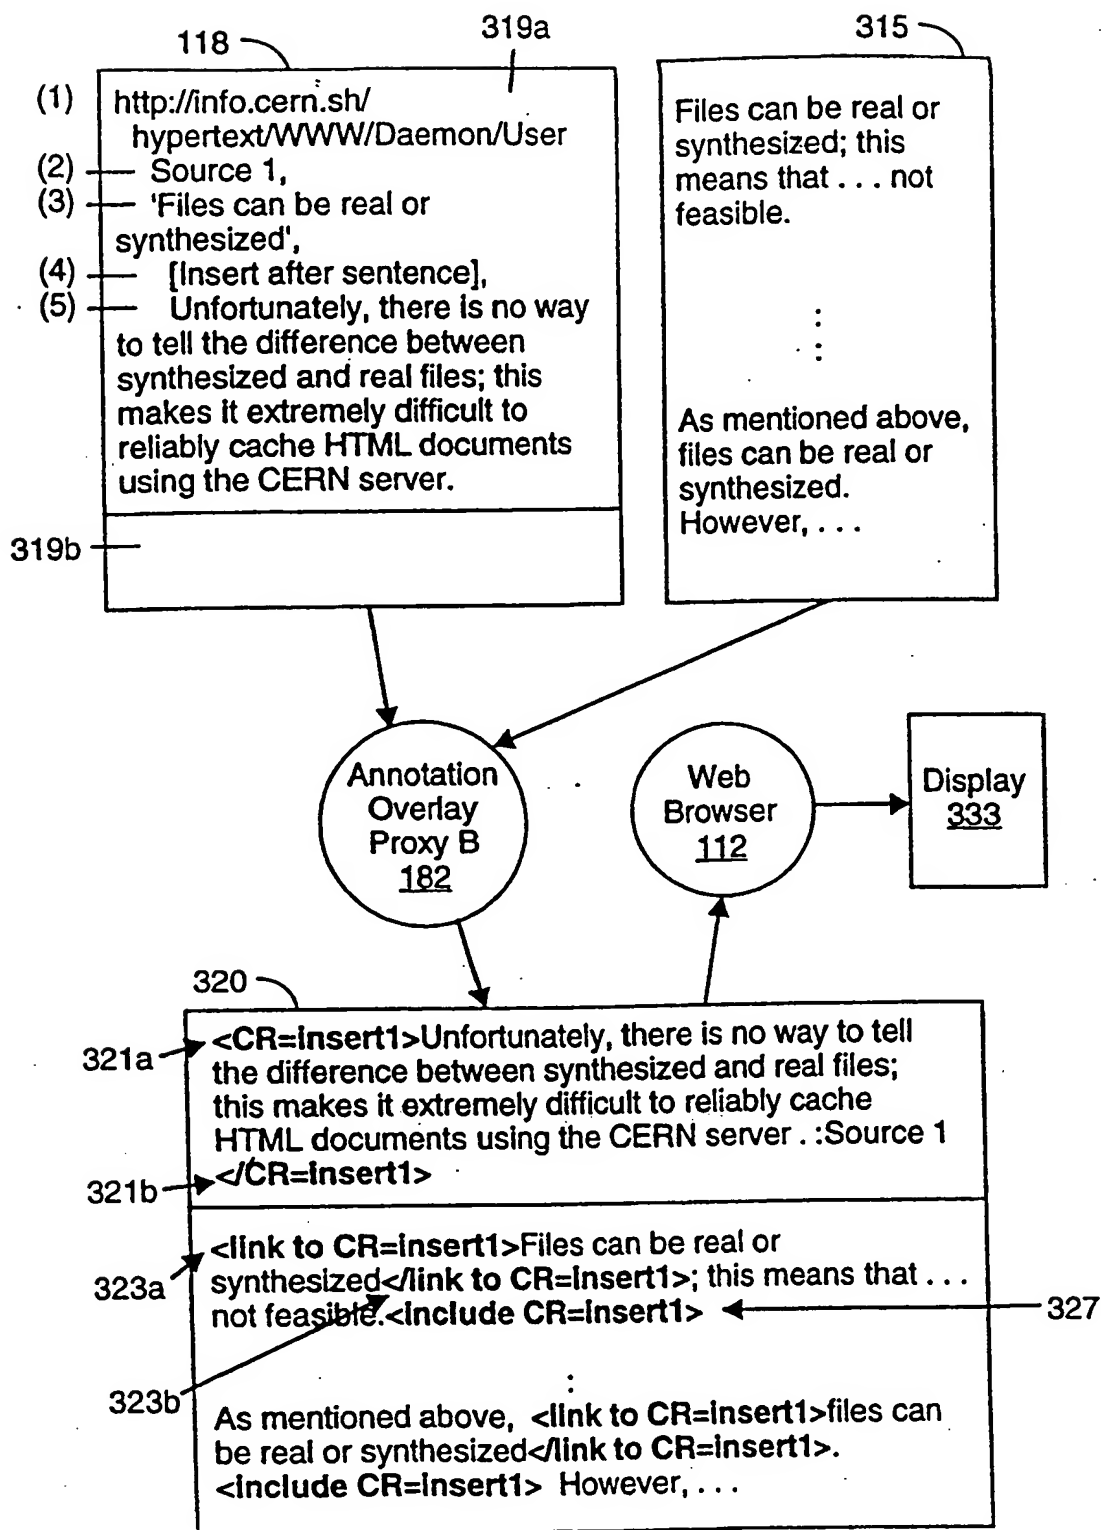 118
319a
315
(1) http://info.cern.sh/
hypertext/WWW/Daemon/User
(2) Source 1,
(3) 'Files can be real or
synthesized',
(4) [Insert after sentence],
(5) Unfortunately, there is no way
to tell the difference between
synthesized and real files; this
makes it extremely difficult to
reliably cache HTML documents
using the CERN server.
319b
Files can be real or
synthesized; this
means that . . . not
feasible.
As mentioned above,
files can be real or
synthesized.
However, . . .
Annotation
Overlay
Proxy B
182
Web
Browser
112
Display
333
320
321a
<CR=insert1>Unfortunately, there is no way to tell
the difference between synthesized and real files;
this makes it extremely difficult to reliably cache
HTML documents using the CERN server . :Source 1
321b
</CR=insert1>
323a
<link to CR=insert1>Files can be real or
synthesized</link to CR=insert1>; this means that . . .
not feasible.<include CR=insert1>
327
323b
As mentioned above, <link to CR=insert1>files can
be real or synthesized</link to CR=insert1>.
<include CR=insert1> However, . . .